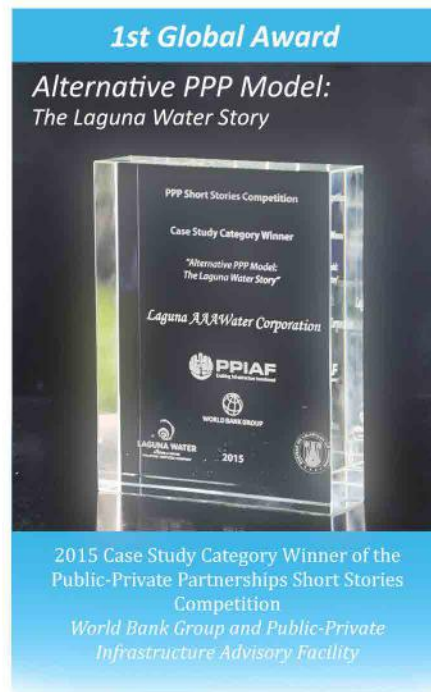 1st Global Award
Alternative PPP Model:
The Laguna Water Story
PPP Short Stories Competition
Case Study Category Winner
"Alternative PPP Model:
The Laguna Water Story"
Laguna AAAWater Corporation
PPIAF
Enabling Infrastructure Investment
WORLD BANK GROUP
LAGUNA WATER
2015
2015 Case Study Category Winner of the
Public-Private Partnerships Short Stories
Competition
World Bank Group and Public-Private
Infrastructure Advisory Facility